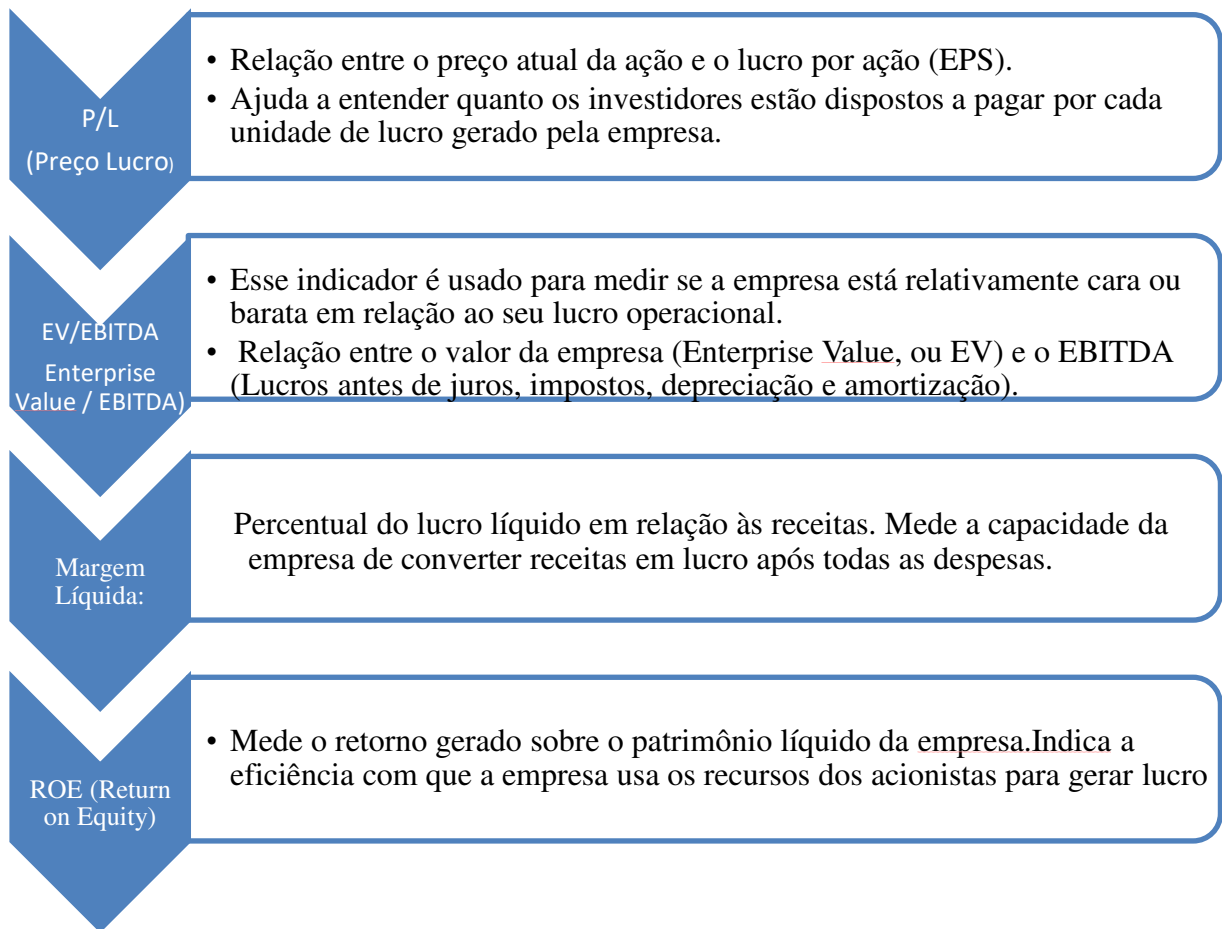 P/L
(Preço Lucro)
• Relação entre o preço atual da ação e o lucro por ação (EPS).
• Ajuda a entender quanto os investidores estão dispostos a pagar por cada
unidade de lucro gerado pela empresa.
EV/EBITDA
Enterprise
Value / EBITDA)
• Esse indicador é usado para medir se a empresa está relativamente cara ou
barata em relação ao seu lucro operacional.
• Relação entre o valor da empresa (Enterprise Value, ou EV) e o EBITDA
(Lucros antes de juros, impostos, depreciação e amortização).
Margem
Líquida:
Percentual do lucro líquido em relação às receitas. Mede a capacidade da
empresa de converter receitas em lucro após todas as despesas.
ROE (Return
on Equity)
• Mede o retorno gerado sobre o patrimônio líquido da empresa.Indica a
eficiência com que a empresa usa os recursos dos acionistas para gerar lucro